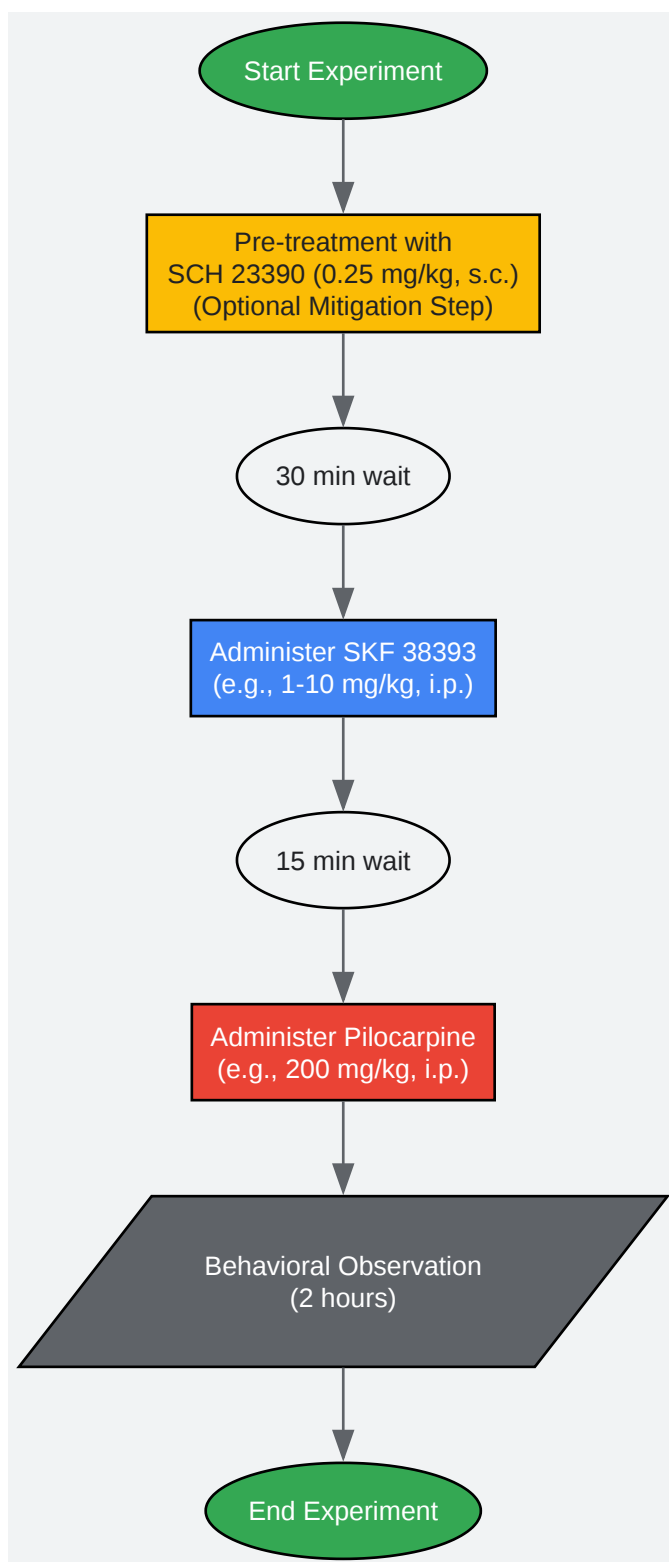 Start Experiment
Pre-treatment with
SCH 23390 (0.25 mg/kg, s.c.)
(Optional Mitigation Step)
30 min wait
Administer SKF 38393
(e.g., 1-10 mg/kg, i.p.)
15 min wait
Administer Pilocarpine
(e.g., 200 mg/kg, i.p.)
Behavioral Observation
(2 hours)
End Experiment